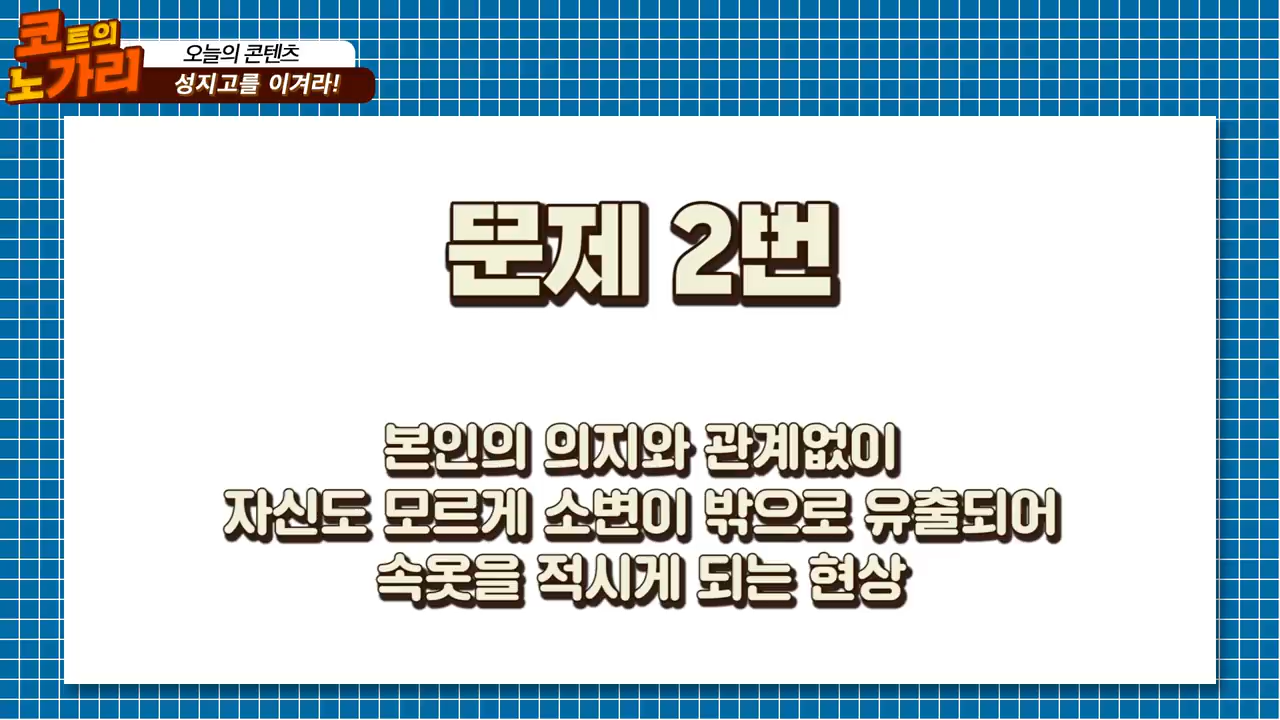 코트의
노가리
오늘의 콘텐츠
성지고를 이겨라!
문제 2번
본인의 의지와 관계없이
자신도 모르게 소변이 밖으로 유출되어
속옷을 적시게 되는 현상